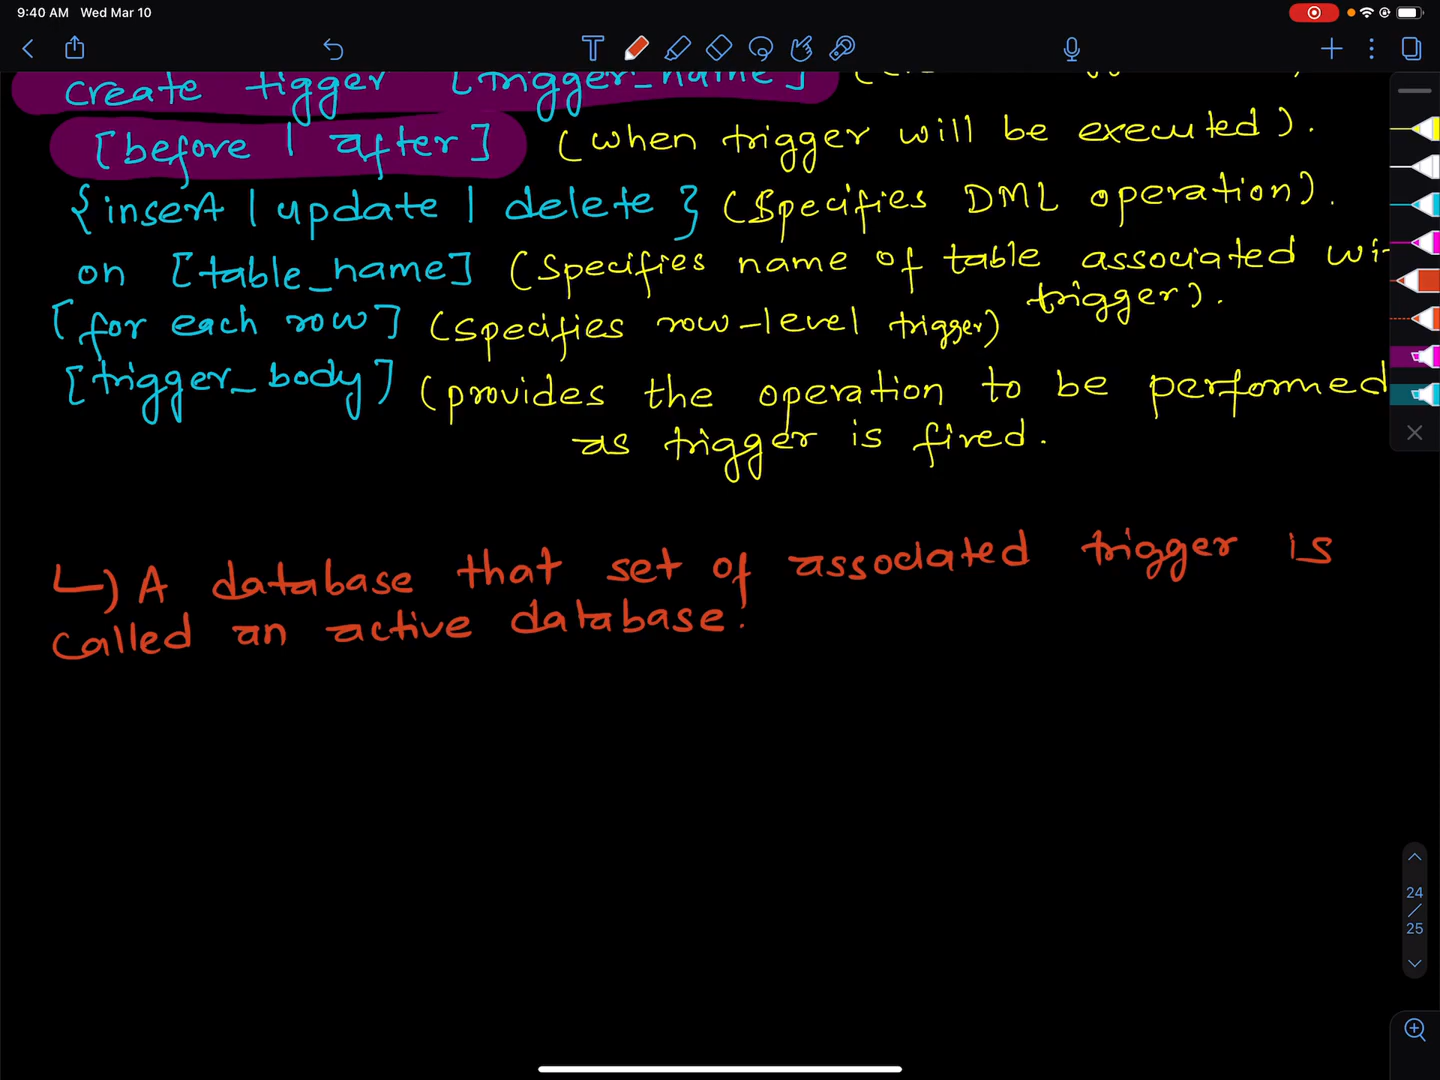 9:40 AM Wed Mar 10
create tigger [trigger_name] (
[before | after] (when trigger will be executed).
{insert | update | delete} (Specifies DML operation).
on [table_name] (Specifies name of table associated wi
trigger).
[for each row] (specifies row-level trigger)
[trigger_body] (provides the operation to be performed
as trigger is fired.
↳) A database that set of associated trigger is
called an active database.
24
/
25